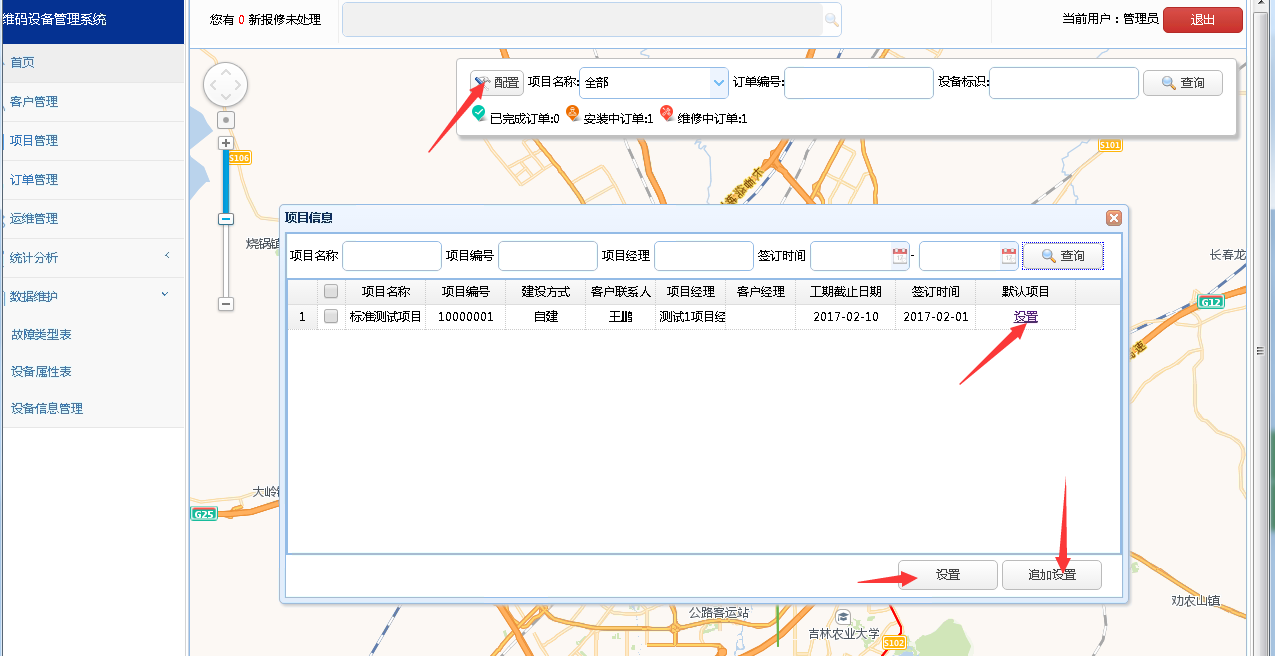 维码设备管理系统
您有 0 新报修未处理
当前用户：管理员
退出
首页
客户管理
项目管理
订单管理
运维管理
统计分析
数据维护
故障类型表
设备属性表
设备信息管理
配置 项目名称: 全部 订单编号: 设备标识: 查询
已完成订单:0 安装中订单:1 维修中订单:1
S106
S101
长春绕城
烧锅镇
长春龙
G12
高速
大岭镇
G25
项目信息
项目名称 项目编号 项目经理 签订时间 - 查询
项目名称 项目编号 建设方式 客户联系人 项目经理 客户经理 工期截止日期 签订时间 默认项目
1 标准测试项目 10000001 自建 王鹏 测试1项目经 2017-02-10 2017-02-01 设置
设置 追加设置
公路客运站
吉林农业大学
S102
劝农山镇